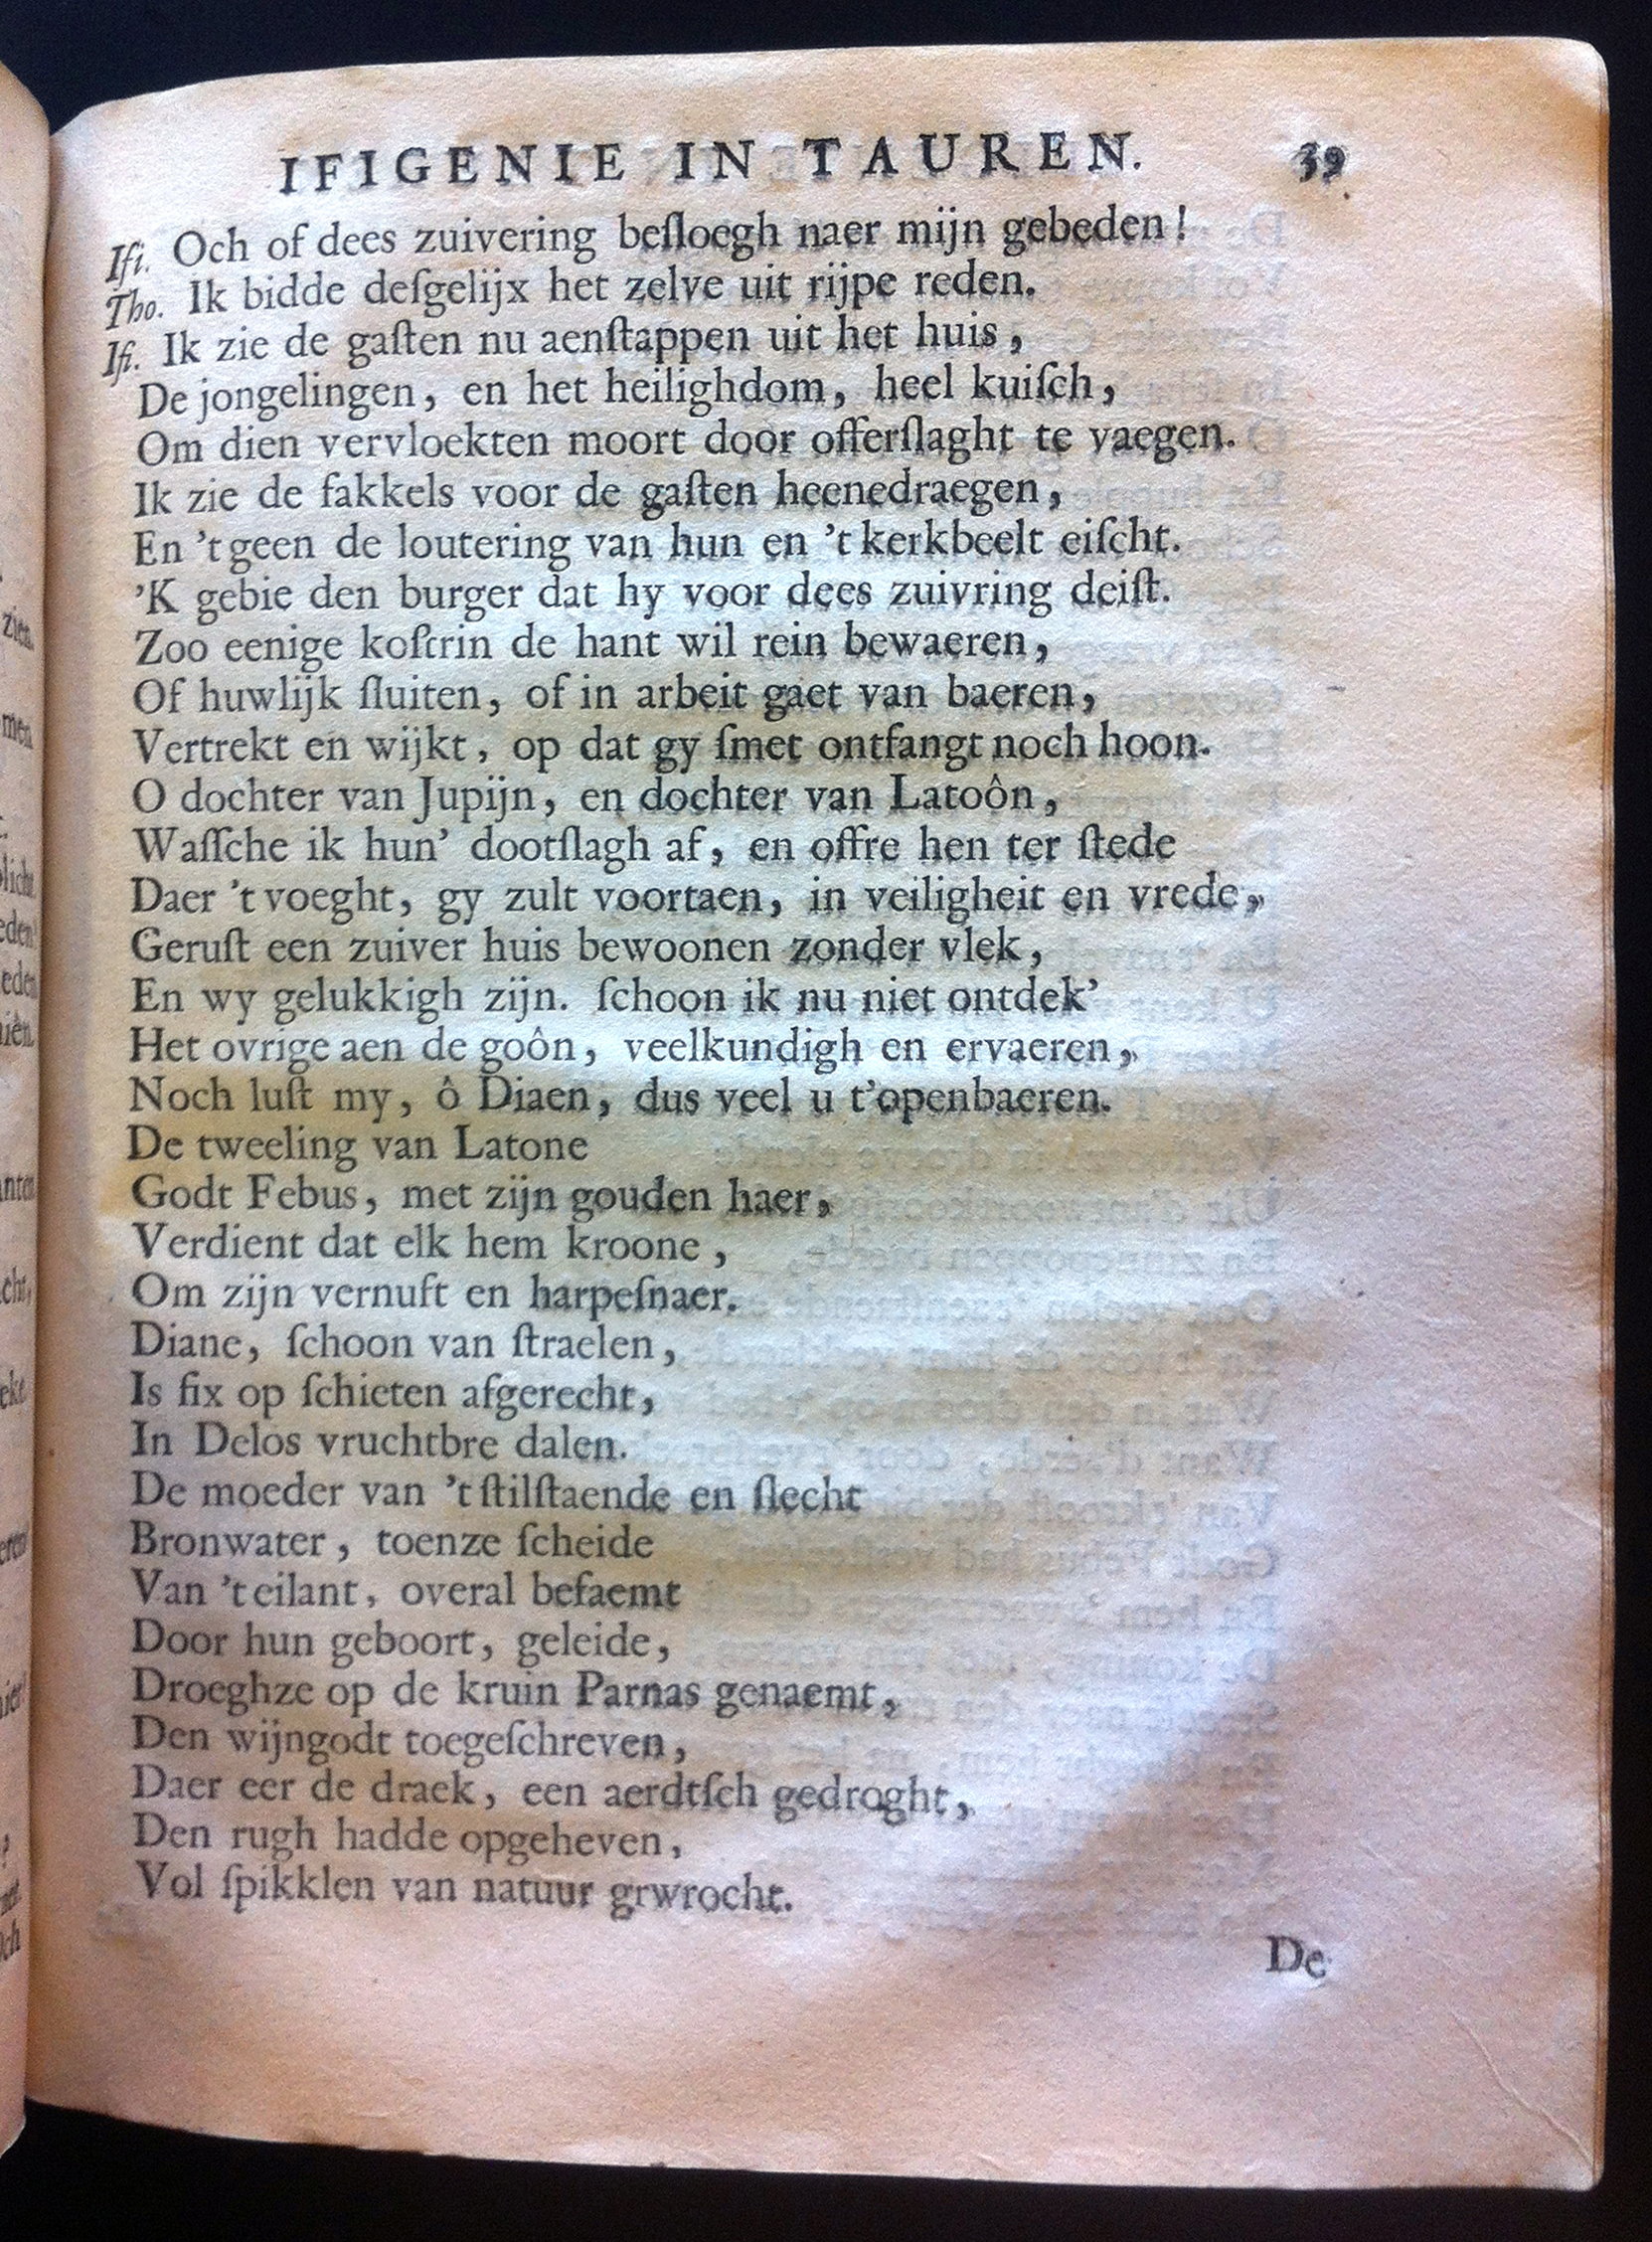 IFIGENIE IN TAUREN. 39
Ifi. Och of dees zuivering beſloegh naer mijn gebeden!
Tho. Ik bidde deſgelijx het zelve uit rijpe reden.
Ifi. Ik zie de gaſten nu aenſtappen uit het huis,
De jongelingen, en het heilighdom, heel kuiſch,
Om dien vervloekten moort door offerſlaght te vaegen.
Ik zie de fakkels voor de gaſten heenedraegen,
En 't geen de loutering van hun en 't kerkbeelt eiſcht.
'K gebie den burger dat hy voor dees zuivring deiſt.
Zoo eenige koſtrin de hant wil rein bewaeren,
Of huwlijk ſluiten, of in arbeit gaet van baeren,
Vertrekt en wijkt, op dat gy ſmet ontfangt noch hoon.
O dochter van Jupijn, en dochter van Latoôn,
Waſſche ik hun' dootſlagh af, en offre hen ter ſtede
Daer 't voeght, gy zult voortaen, in veiligheit en vrede,
Geruſt een zuiver huis bewoonen zonder vlek,
En wy gelukkigh zijn. ſchoon ik nu niet ontdek'
Het ovrige aen de goôn, veelkundigh en ervaeren,
Noch luſt my, ô Diaen, dus veel u t'openbaeren.
De tweeling van Latone
Godt Febus, met zijn gouden haer,
Verdient dat elk hem kroone,
Om zijn vernuft en harpeſnaer.
Diane, ſchoon van ſtraelen,
Is fix op ſchieten afgerecht,
In Delos vruchtbre dalen.
De moeder van 't ſtilſtaende en ſlecht
Bronwater, toenze ſcheide
Van 't eilant, overal befaemt
Door hun geboort, geleide,
Droeghze op de kruin Parnas genaemt,
Den wijngodt toegeſchreven,
Daer eer de draek, een aerdtſch gedroght,
Den rugh hadde opgeheven,
Vol ſpikklen van natuur grwrocht.
De